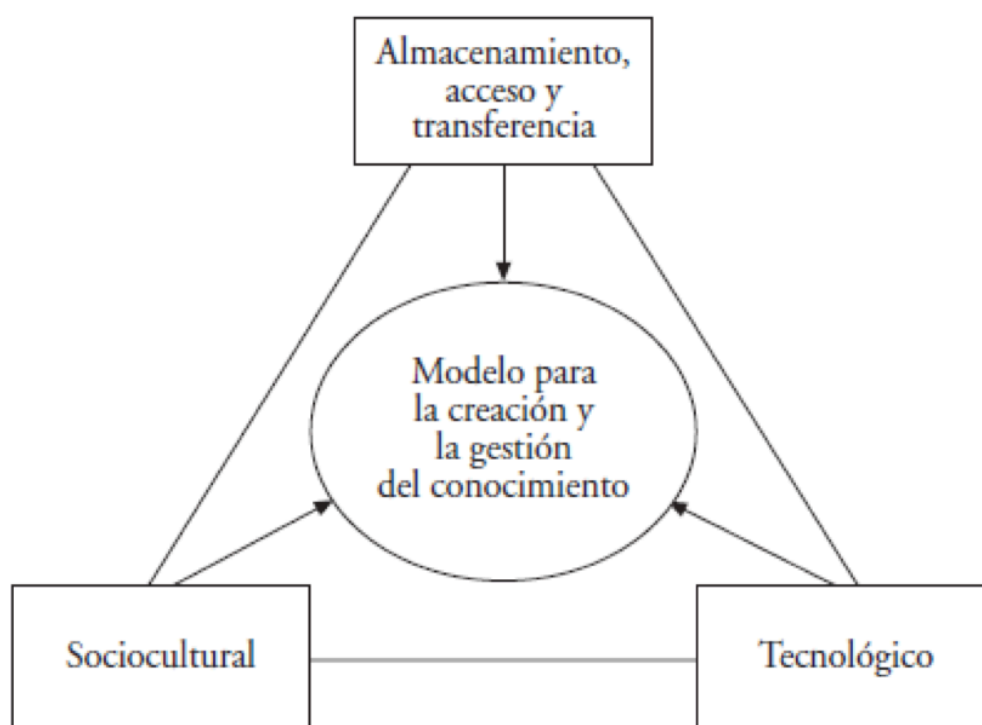 Almacenamiento,
acceso y
transferencia
Modelo para
la creación y
la gestión
del conocimiento
Sociocultural
Tecnológico